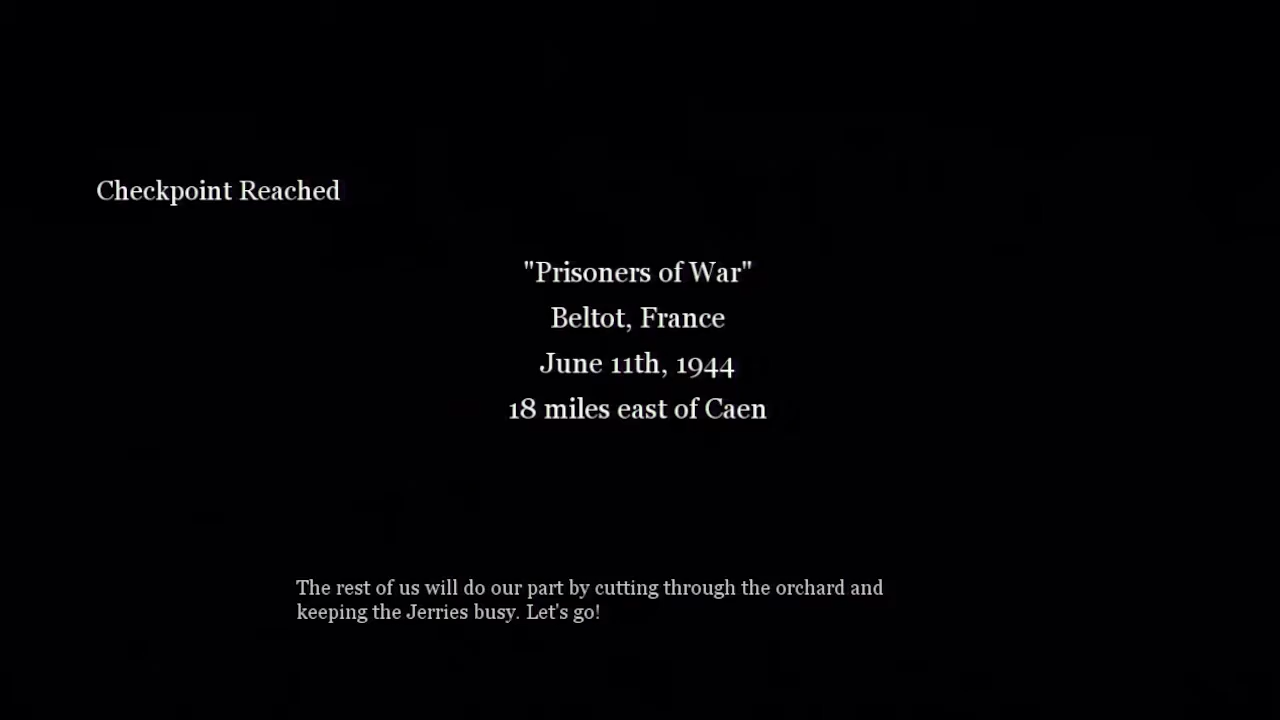 Checkpoint Reached
"Prisoners of War"
Beltot, France
June 11th, 1944
18 miles east of Caen
The rest of us will do our part by cutting through the orchard and
keeping the Jerries busy. Let's go!